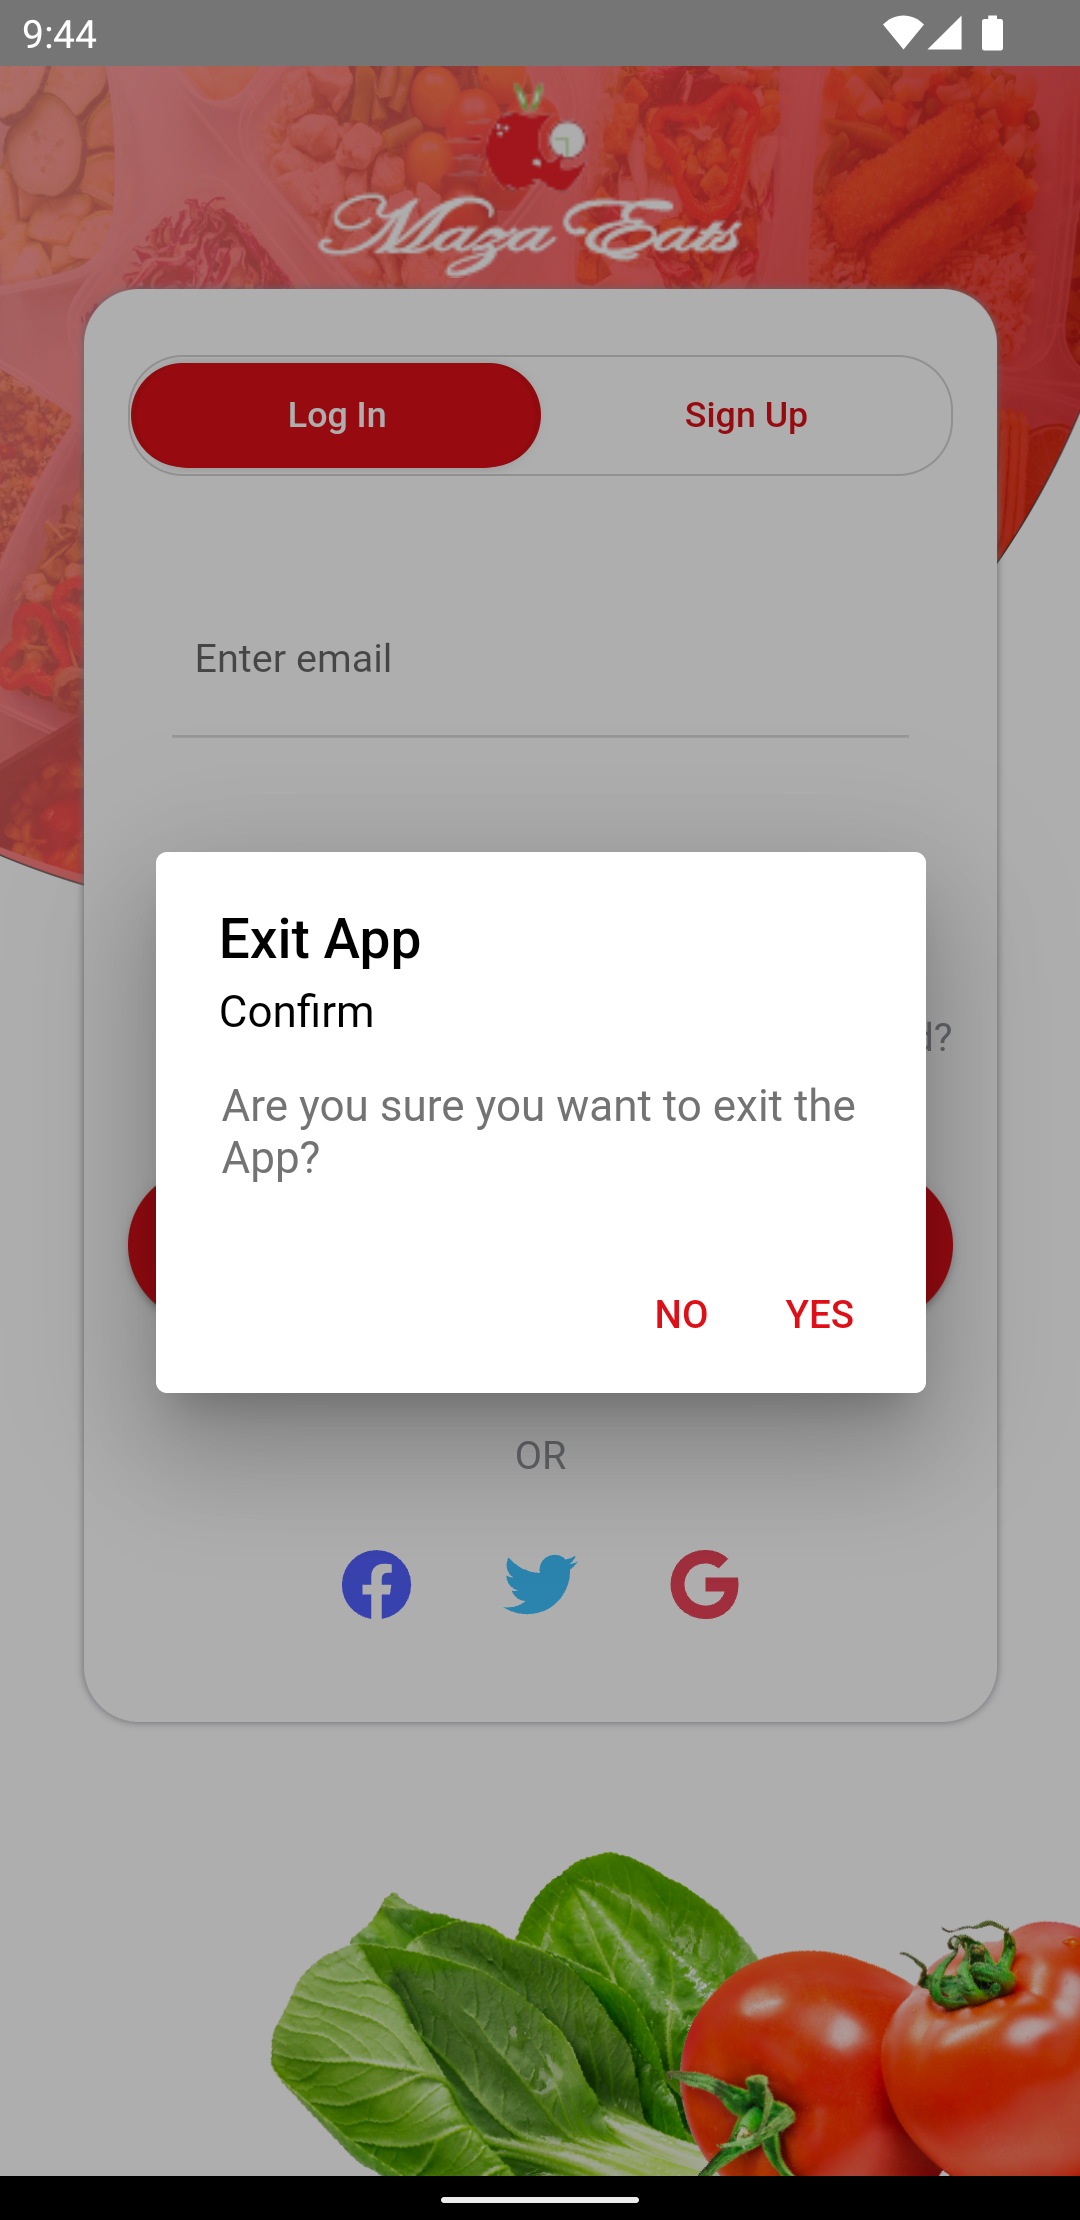 9:44
Maza Eats
Log In
Sign Up
Enter email
Exit App
Confirm
d?
Are you sure you want to exit the
App?
NO
YES
OR